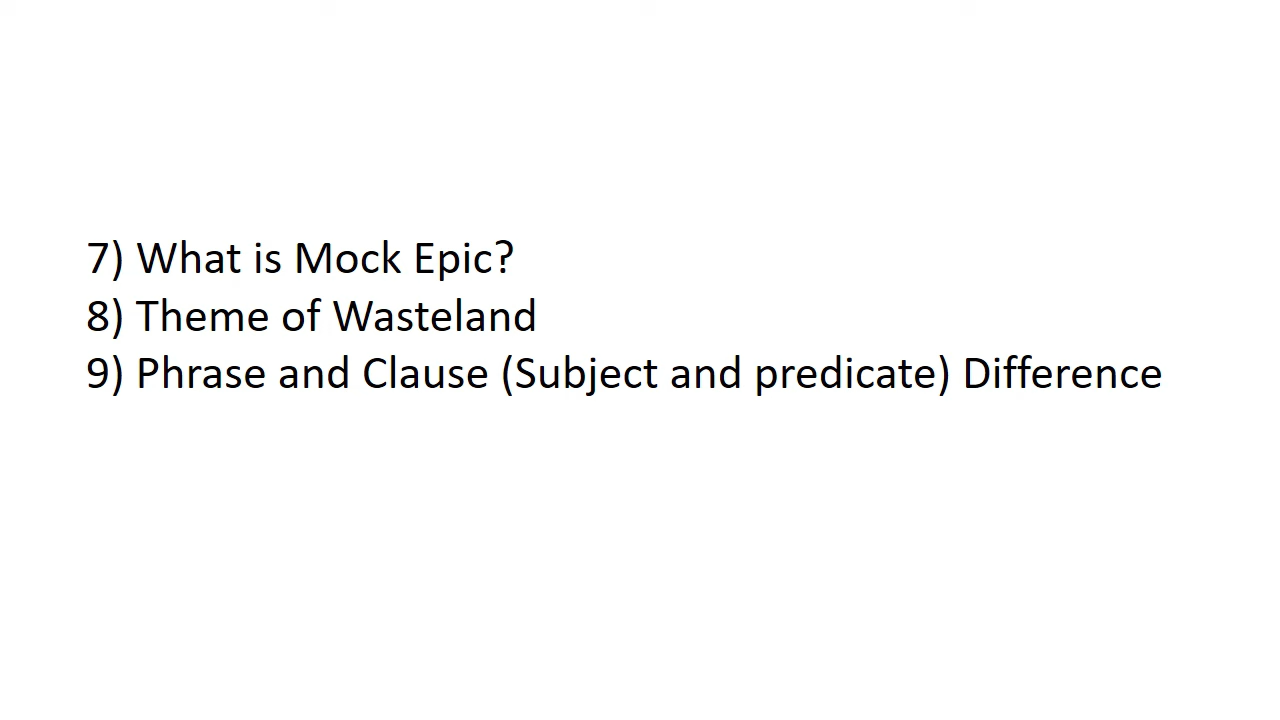 7) What is Mock Epic?
8) Theme of Wasteland
9) Phrase and Clause (Subject and predicate) Difference